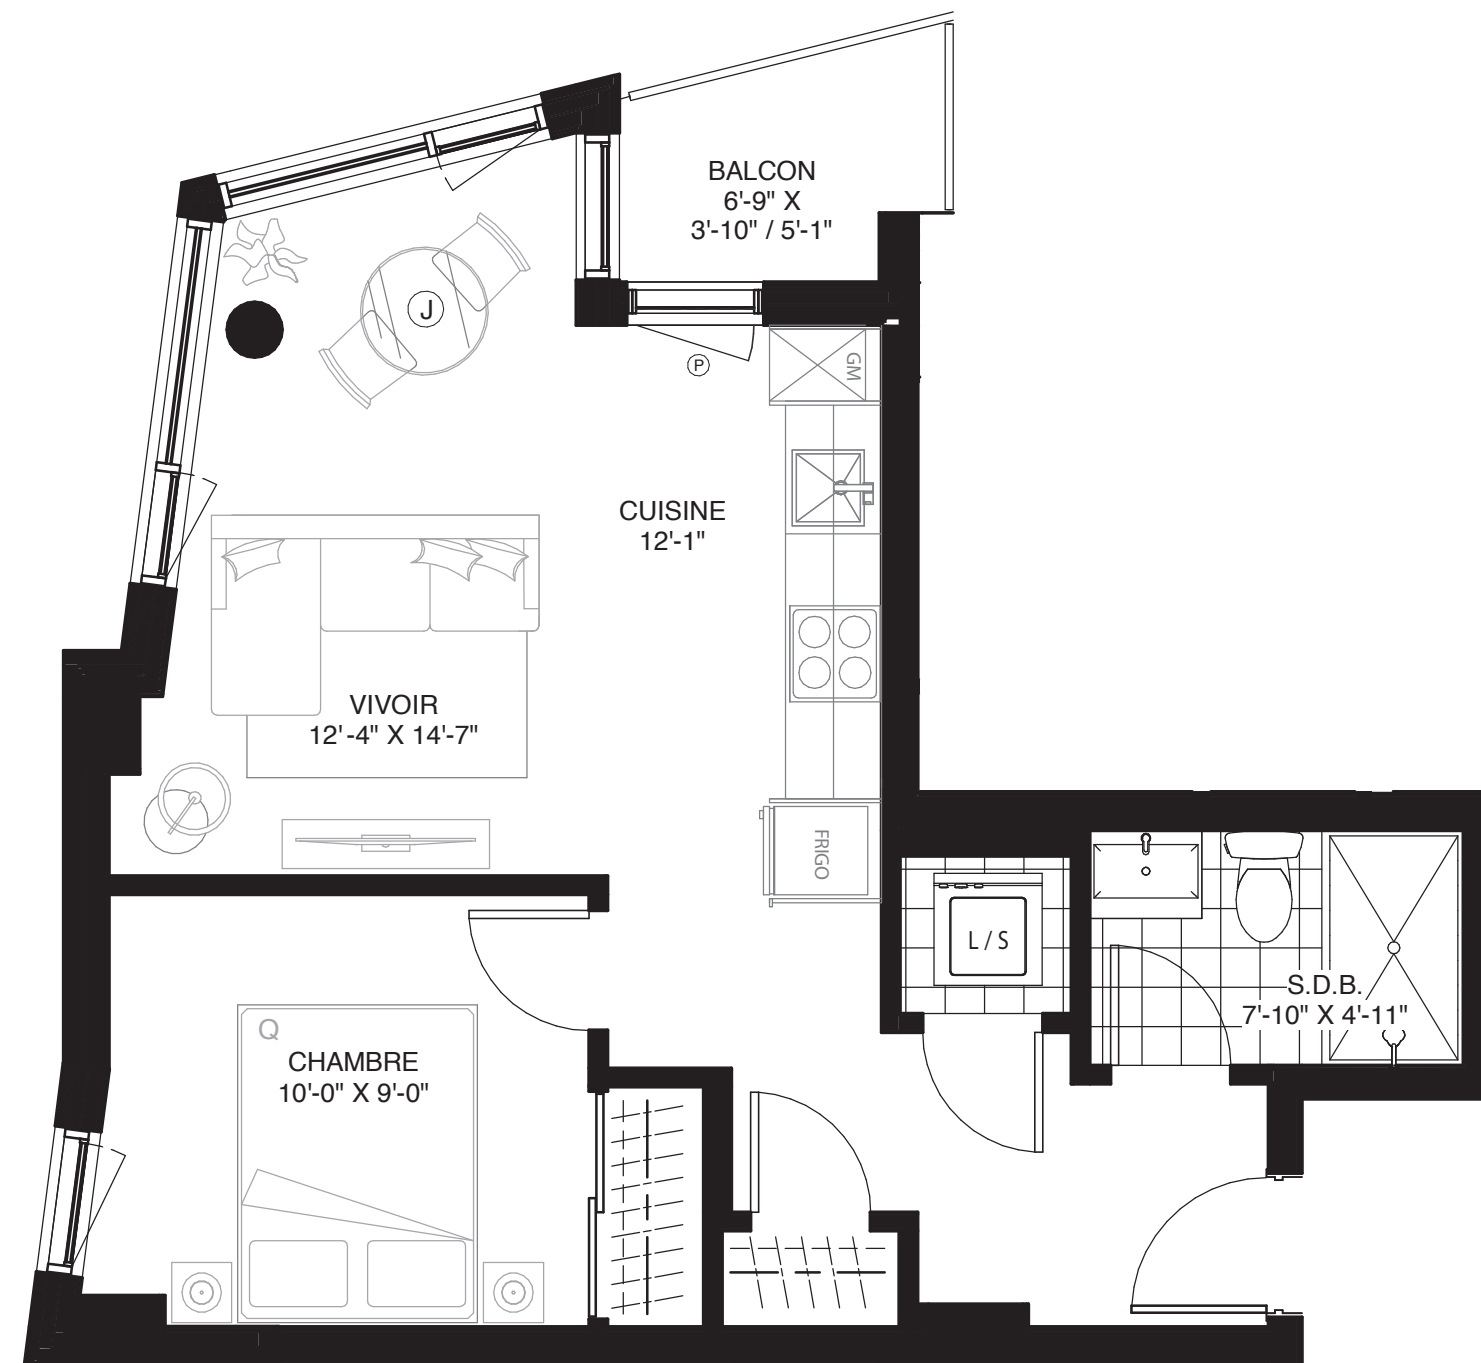 BALCON
6'-9" X
3'-10" / 5'-1"
J
P
GM
CUISINE
12'-1"
VIVOIR
12'-4" X 14'-7"
FRIGO
L / S
S.D.B.
7'-10" X 4'-11"
Q
CHAMBRE
10'-0" X 9'-0"